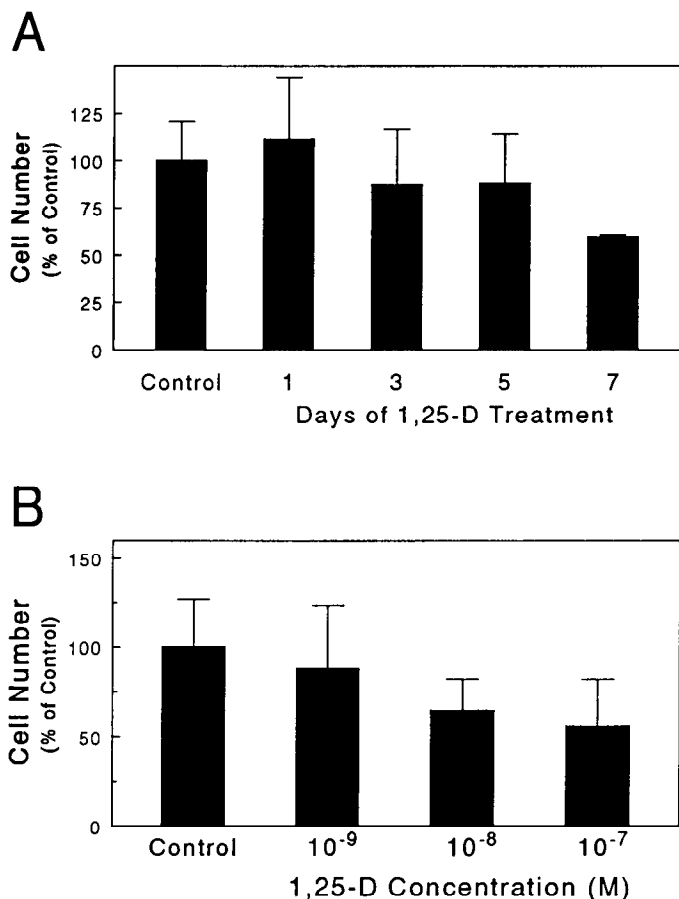 A
Cell Number
(% of Control)
125
100
75
50
25
0
Control 1 3 5 7
Days of 1,25-D Treatment
B
Cell Number
(% of Control)
150
100
50
0
Control 10⁻⁹ 10⁻⁸ 10⁻⁷
1,25-D Concentration (M)